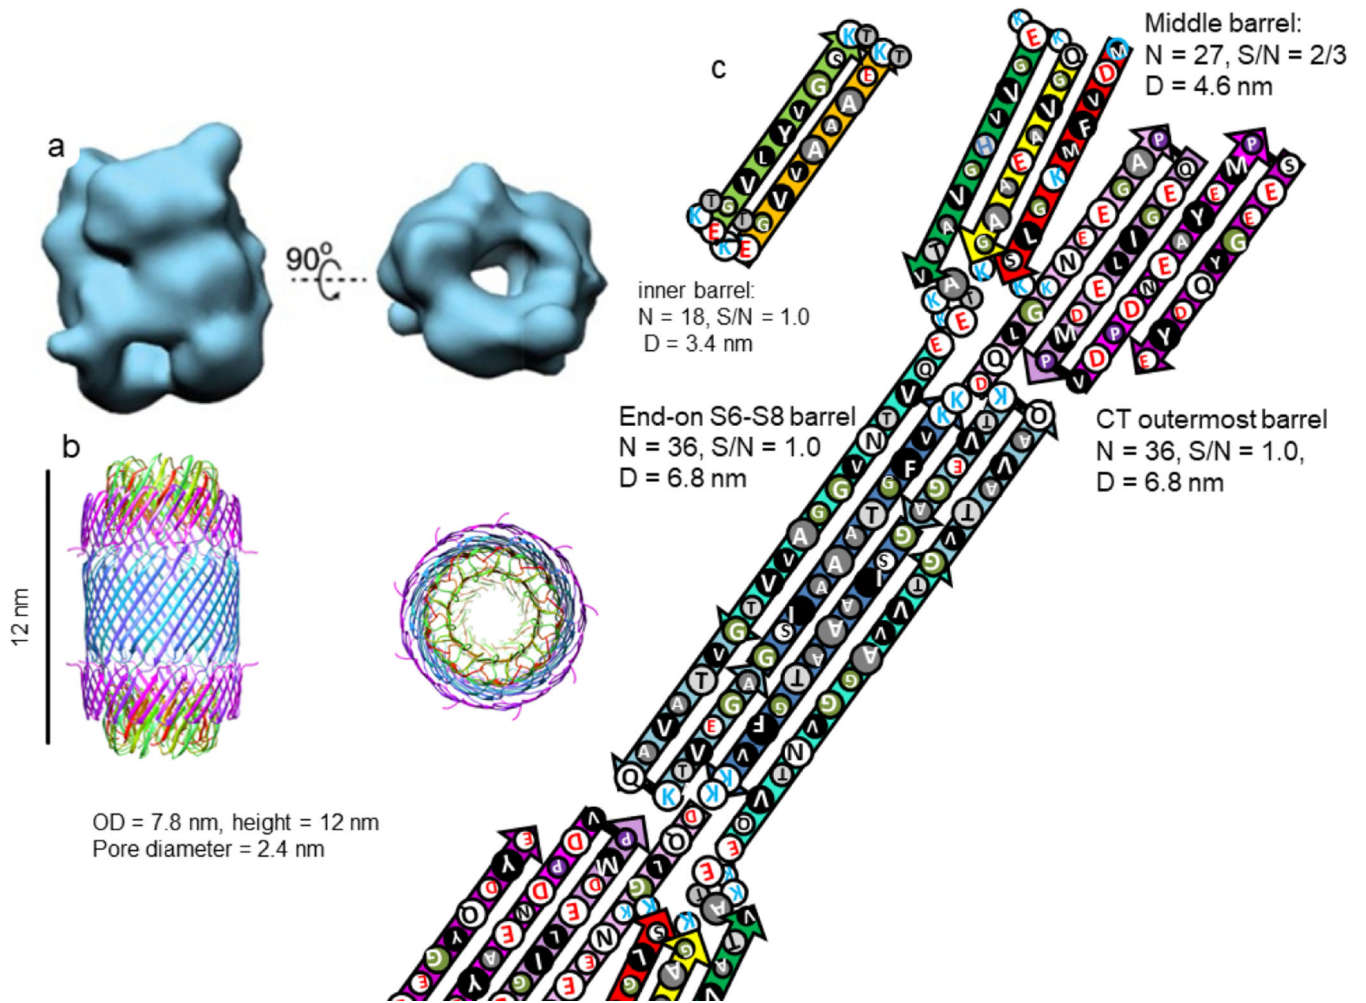 a
90°
b
12 nm
OD = 7.8 nm, height = 12 nm
Pore diameter = 2.4 nm
c
Middle barrel:
N = 27, S/N = 2/3
D = 4.6 nm
inner barrel:
N = 18, S/N = 1.0
D = 3.4 nm
End-on S6-S8 barrel
N = 36, S/N = 1.0
D = 6.8 nm
CT outermost barrel
N = 36, S/N = 1.0,
D = 6.8 nm
G V V L Y V G S K T
G V V A A A E K T
K E G V V H G V A T V
K Q G V A E A A G K
M D V F M K G L S
P A G E E N K K G L Q D K K
Q E G I L E D M P
P M E Y A E N D P D V
S E E G Y Q D Y E
E Q V T N V G G A V V T G V T A V A Q
K V F G T A A A I S G A G E V T K